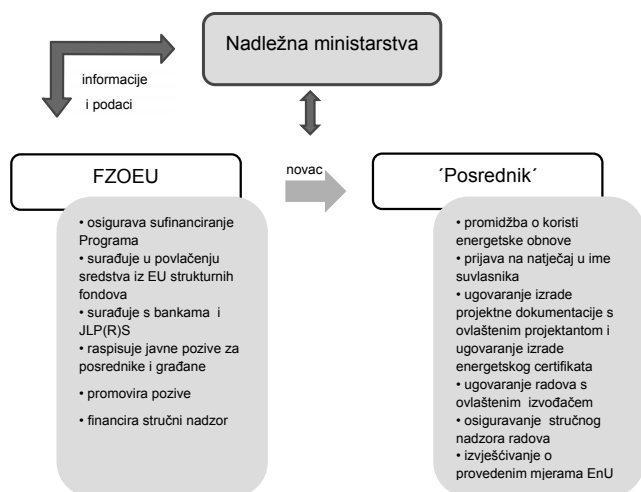 Nadležna ministarstva
informacije
i podaci
FZOEU
novac
´Posrednik´
• osigurava sufinanciranje
Programa
• surađuje u povlačenju
sredstva iz EU strukturnih
fondova
• surađuje s bankama i
JLP(R)S
• raspisuje javne pozive za
posrednike i građane
• promovira pozive
• financira stručni nadzor
• promidžba o koristi
energetske obnove
• prijava na natječaj u ime
suvlasnika
• ugovaranje izrade
projektne dokumentacije s
ovlaštenim projektantom i
ugovaranje izrade
energetskog certifikata
• ugovaranje radova s
ovlaštenim izvođačem
• osiguravanje stručnog
nadzora radova
• izvješćivanje o
provedenim mjerama EnU